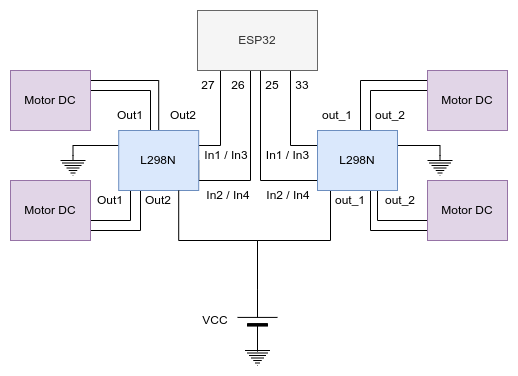 ESP32
27
26
25
33
Motor DC
Motor DC
Out1
Out2
out_1
out_2
L298N
In1 / In3
In1 / In3
L298N
In2 / In4
In2 / In4
Motor DC
Out1
Out2
out_1
out_2
Motor DC
VCC